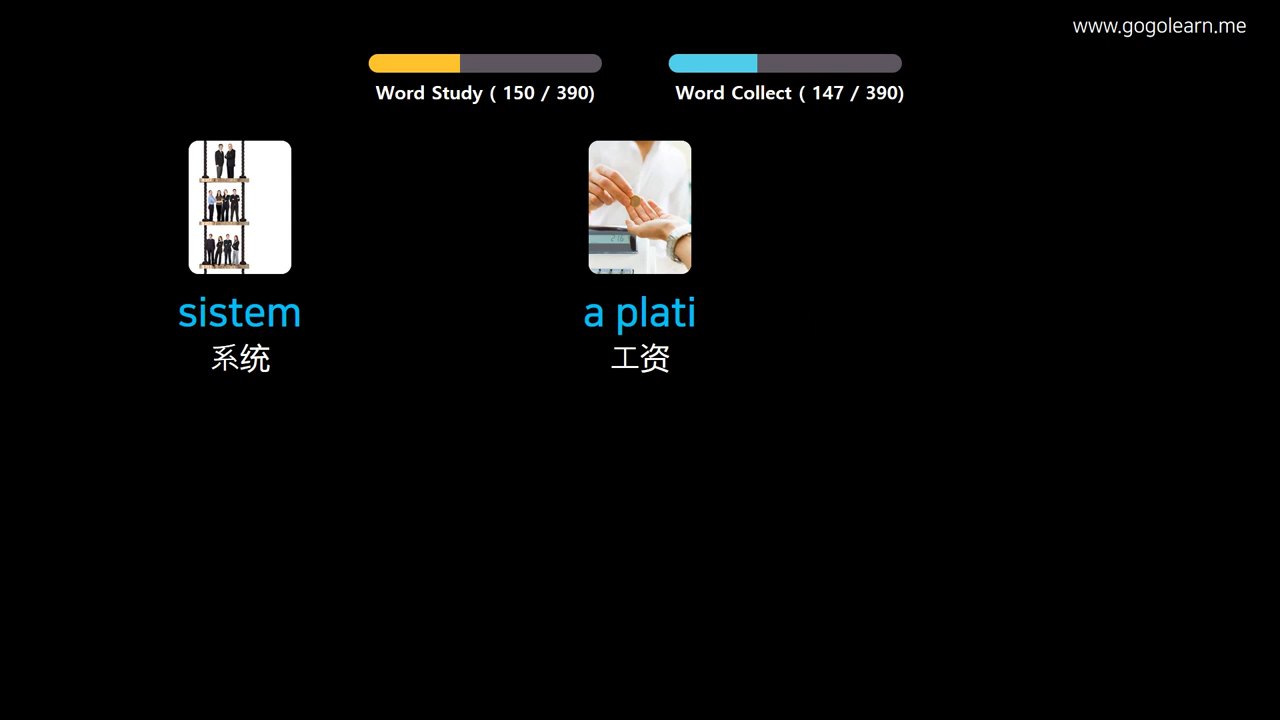 www.gogolearn.me
Word Study ( 150 / 390)
Word Collect ( 147 / 390)
sistem
系统
a plati
工资